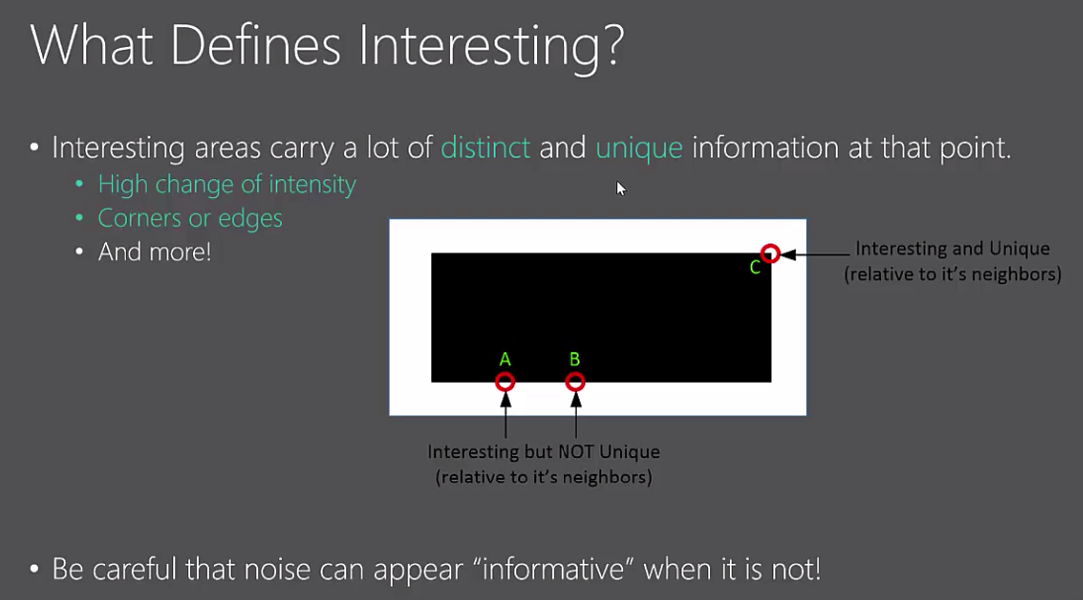 What Defines Interesting?
• Interesting areas carry a lot of distinct and unique information at that point.
• High change of intensity
• Corners or edges
• And more!
Interesting and Unique
(relative to it's neighbors)
C
A
B
Interesting but NOT Unique
(relative to it's neighbors)
• Be careful that noise can appear “informative” when it is not!